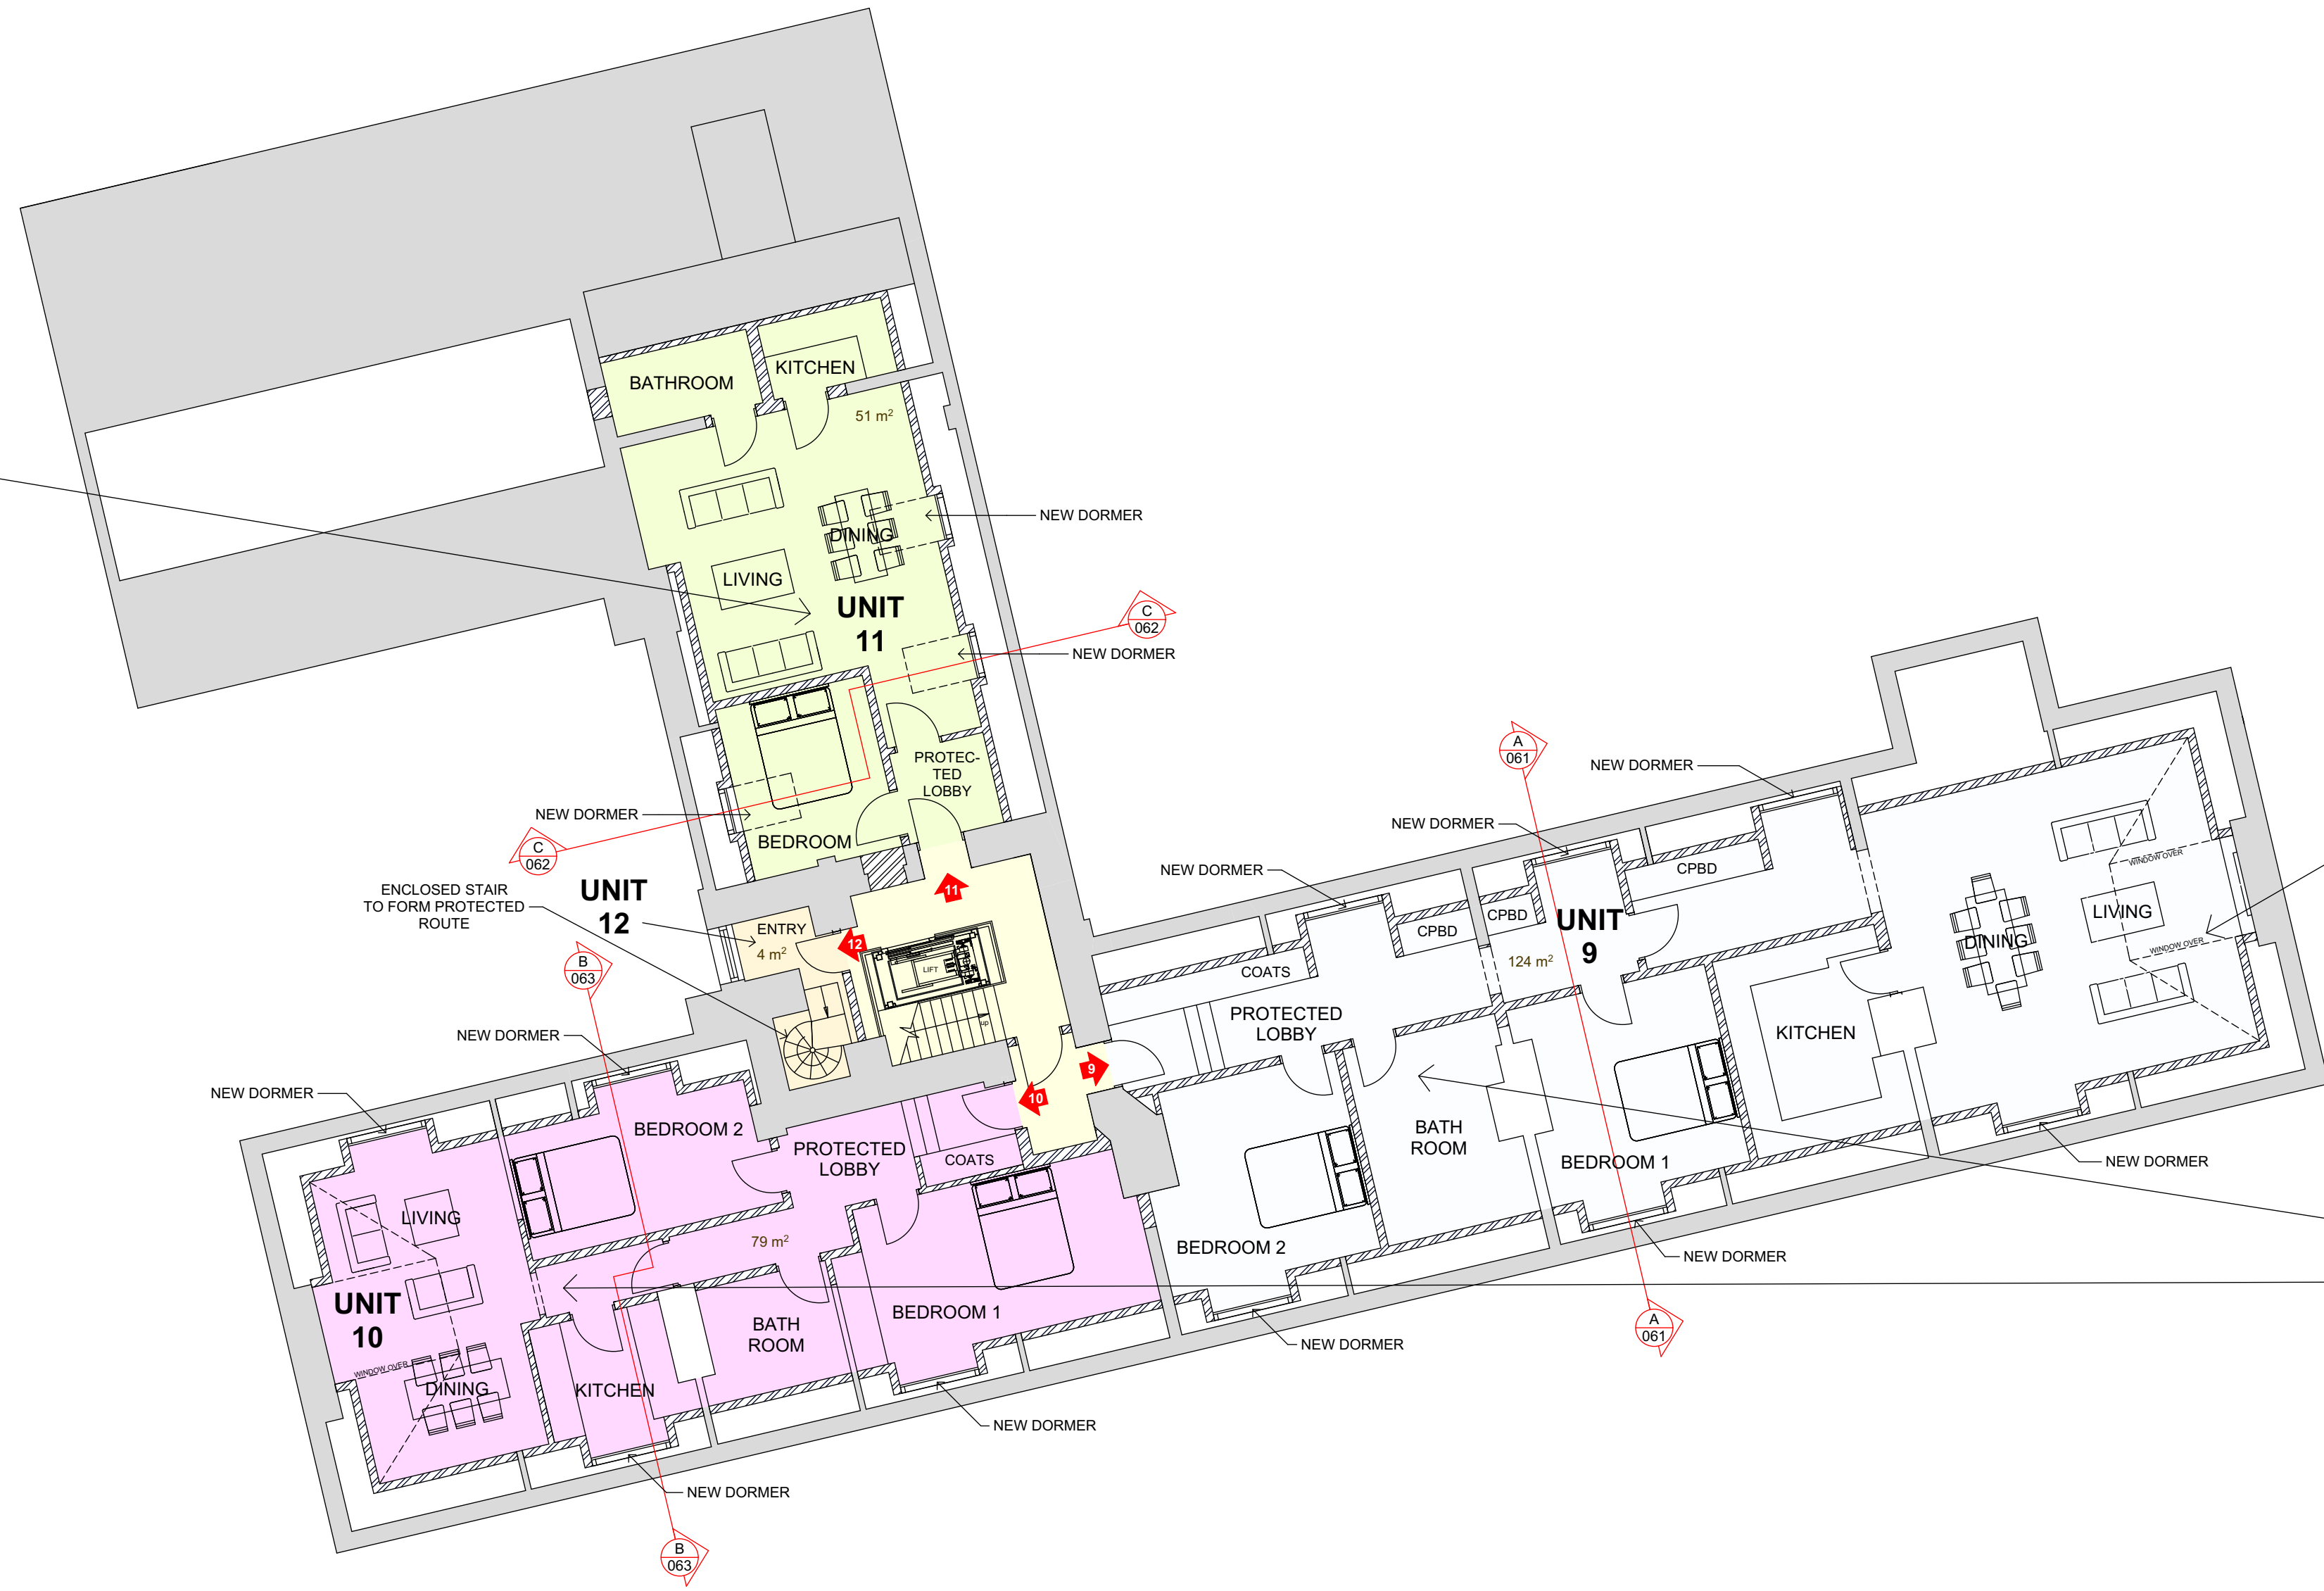 BATHROOM
KITCHEN
51 m²
NEW DORMER
DINING
LIVING
UNIT
11
C
062
NEW DORMER
PROTEC-
TED
LOBBY
NEW DORMER
BEDROOM
C
062
ENCLOSED STAIR
TO FORM PROTECTED
ROUTE
UNIT
12
ENTRY
4 m²
12
11
LIFT
up
9
10
A
061
NEW DORMER
NEW DORMER
NEW DORMER
CPBD
CPBD
CPBD
UNIT
9
124 m²
COATS
PROTECTED
LOBBY
WINDOW OVER
LIVING
DINING
WINDOW OVER
KITCHEN
BATH
ROOM
BEDROOM 1
BEDROOM 2
NEW DORMER
NEW DORMER
NEW DORMER
A
061
B
063
NEW DORMER
NEW DORMER
BEDROOM 2
PROTECTED
LOBBY
COATS
LIVING
79 m²
UNIT
10
BEDROOM 1
BATH
ROOM
WINDOW OVER
DINING
KITCHEN
NEW DORMER
NEW DORMER
B
063